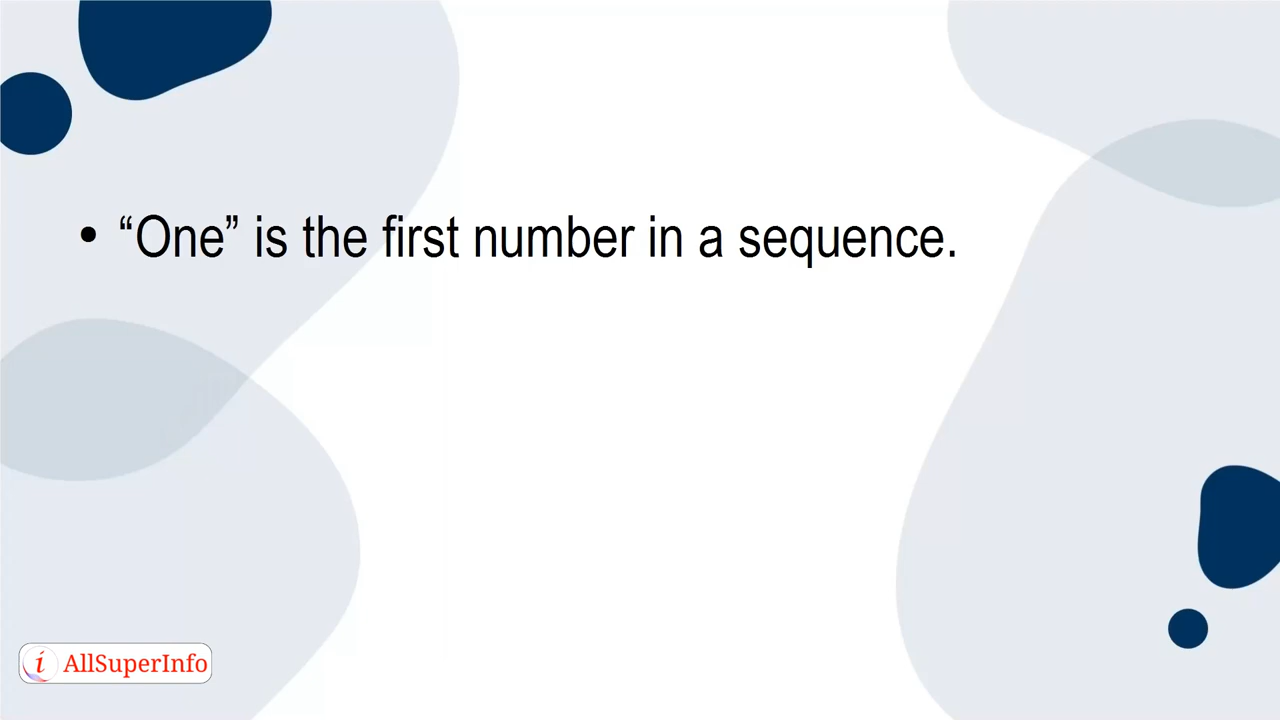 • “One” is the first number in a sequence.
i AllSuperInfo